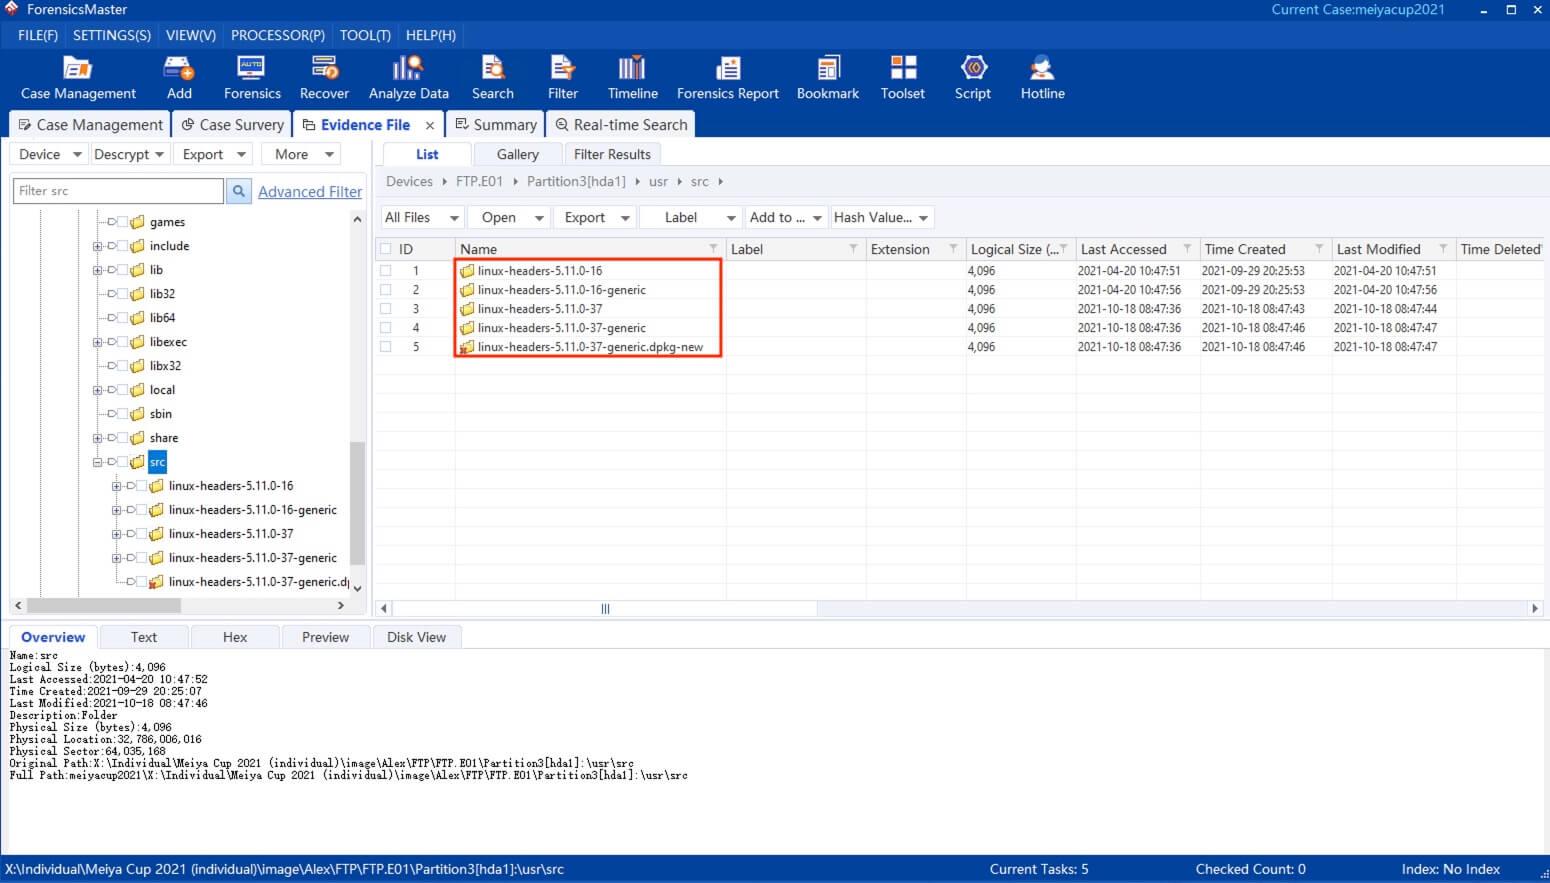 ForensicsMaster
Current Case:meiyacup2021
FILE(F) SETTINGS(S) VIEW(V) PROCESSOR(P) TOOL(T) HELP(H)
Case Management Add Forensics Recover Analyze Data Search Filter Timeline Forensics Report Bookmark Toolset Script Hotline
Case Management Case Survery Evidence File Summary Real-time Search
Device Descrypt Export More
List Gallery Filter Results
Filter src Advanced Filter
Devices FTP.E01 Partition3[hda1] usr src
All Files Open Export Label Add to ... Hash Value...
games
include
lib
lib32
lib64
libexec
libx32
local
sbin
share
src
linux-headers-5.11.0-16
linux-headers-5.11.0-16-generic
linux-headers-5.11.0-37
linux-headers-5.11.0-37-generic
linux-headers-5.11.0-37-generic.d
ID Name Label Extension Logical Size (... Last Accessed Time Created Last Modified Time Deleted
1 linux-headers-5.11.0-16 4,096 2021-04-20 10:47:51 2021-09-29 20:25:53 2021-04-20 10:47:51
2 linux-headers-5.11.0-16-generic 4,096 2021-04-20 10:47:56 2021-09-29 20:25:53 2021-04-20 10:47:56
3 linux-headers-5.11.0-37 4,096 2021-10-18 08:47:36 2021-10-18 08:47:43 2021-10-18 08:47:44
4 linux-headers-5.11.0-37-generic 4,096 2021-10-18 08:47:36 2021-10-18 08:47:46 2021-10-18 08:47:47
5 linux-headers-5.11.0-37-generic.dpkg-new 4,096 2021-10-18 08:47:36 2021-10-18 08:47:46 2021-10-18 08:47:47
Overview Text Hex Preview Disk View
Name:src
Logical Size (bytes):4,096
Last Accessed:2021-04-20 10:47:52
Time Created:2021-09-29 20:25:07
Last Modified:2021-10-18 08:47:46
Description:Folder
Physical Size (bytes):4,096
Physical Location:32,786,006,016
Physical Sector:64,035,168
Original Path:X:\Individual\Meiya Cup 2021 (individual)\image\Alex\FTP\FTP.E01\Partition3[hda1]:\usr\src
Full Path:meiyacup2021\X:\Individual\Meiya Cup 2021 (individual)\image\Alex\FTP\FTP.E01\Partition3[hda1]:\usr\src
X:\Individual\Meiya Cup 2021 (individual)\image\Alex\FTP\FTP.E01\Partition3[hda1]:\usr\src Current Tasks: 5 Checked Count: 0 Index: No Index